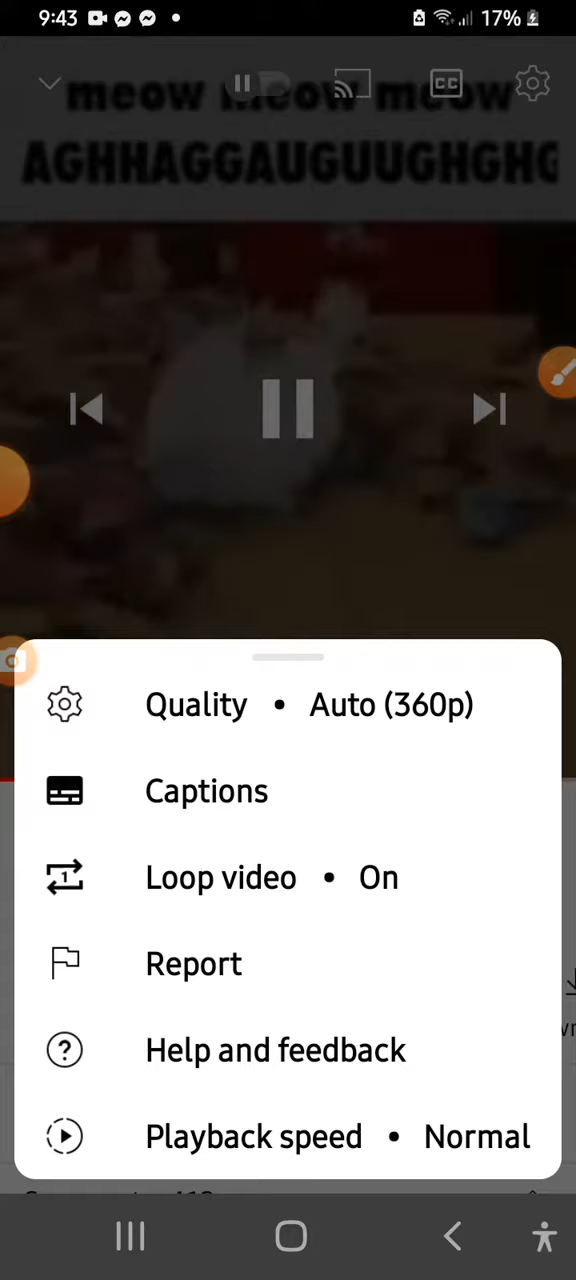 9:43
17%
meow meow meow
CC
AGHHAGGAUGUUGHGHG
Quality • Auto (360p)
Captions
Loop video • On
Report
Help and feedback
Playback speed • Normal